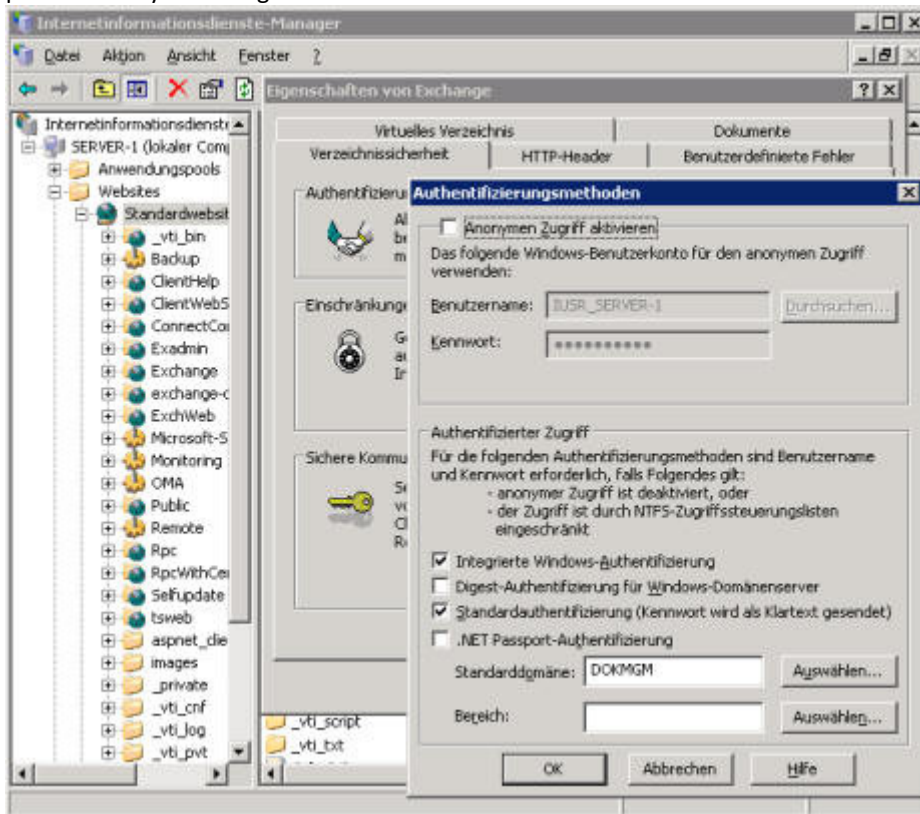 Internetinformationsdienste-Manager
Datei Aktion Ansicht Fenster ?
Internetinformationsdienst
SERVER-1 (lokaler Comp
Anwendungspools
Websites
Standardwebsit
_vti_bin
Backup
ClientHelp
ClientWebS
ConnectCo
Exadmin
Exchange
exchange-
ExchWeb
Microsoft-S
Monitoring
OMA
Public
Remote
Rpc
RpcWithCe
Selfupdate
tsweb
aspnet_clie
images
_private
_vti_cnf
_vti_log
_vti_pvt
_vti_script
_vti_txt
Eigenschaften von Exchange
Virtuelles Verzeichnis Dokumente
Verzeichnissicherheit HTTP-Header Benutzerdefinierte Fehler
Authentifizieru
Einschränkunge
Sichere Kommu
Authentifizierungsmethoden
Anonymen Zugriff aktivieren
Das folgende Windows-Benutzerkonto für den anonymen Zugriff
verwenden:
Benutzername: IUSR_SERVER-1 Durchsuchen...
Kennwort: ●●●●●●●●●●
Authentifizierter Zugriff
Für die folgenden Authentifizierungsmethoden sind Benutzername
und Kennwort erforderlich, falls Folgendes gilt:
- anonymer Zugriff ist deaktiviert, oder
- der Zugriff ist durch NTFS-Zugriffssteuerungslisten
eingeschränkt
Integrierte Windows-Authentifizierung
Digest-Authentifizierung für Windows-Domänenserver
Standardauthentifizierung (Kennwort wird als Klartext gesendet)
.NET Passport-Authentifizierung
Standarddomäne: DOKMGM Auswählen...
Bereich: Auswählen...
OK Abbrechen Hilfe